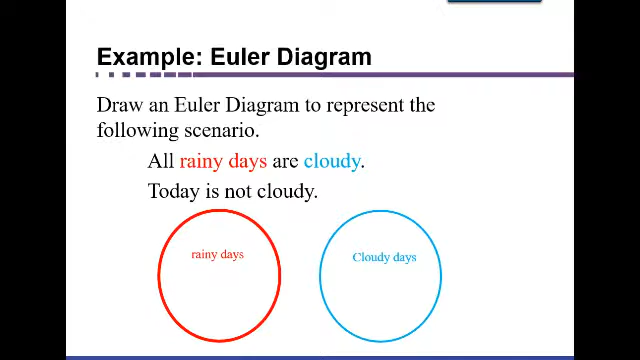 Example: Euler Diagram
Draw an Euler Diagram to represent the
following scenario.
All rainy days are cloudy.
Today is not cloudy.
rainy days
Cloudy days